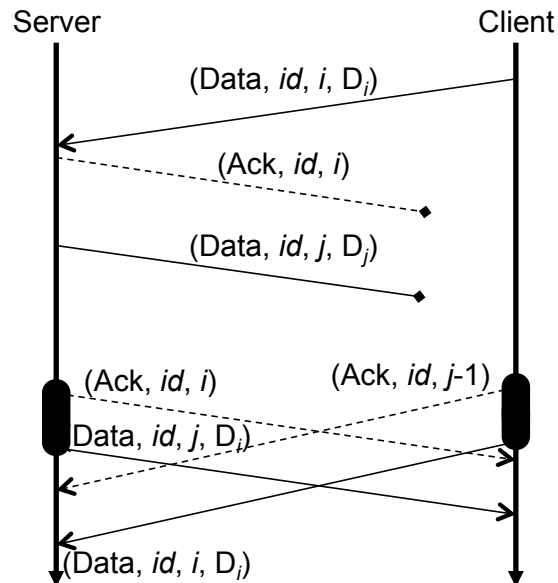 Server Client
(Data, id, i, Dᵢ)
(Ack, id, i)
(Data, id, j, Dⱼ)
(Ack, id, i) (Ack, id, j-1)
Data, id, j, Dⱼ)
(Data, id, i, Dᵢ)